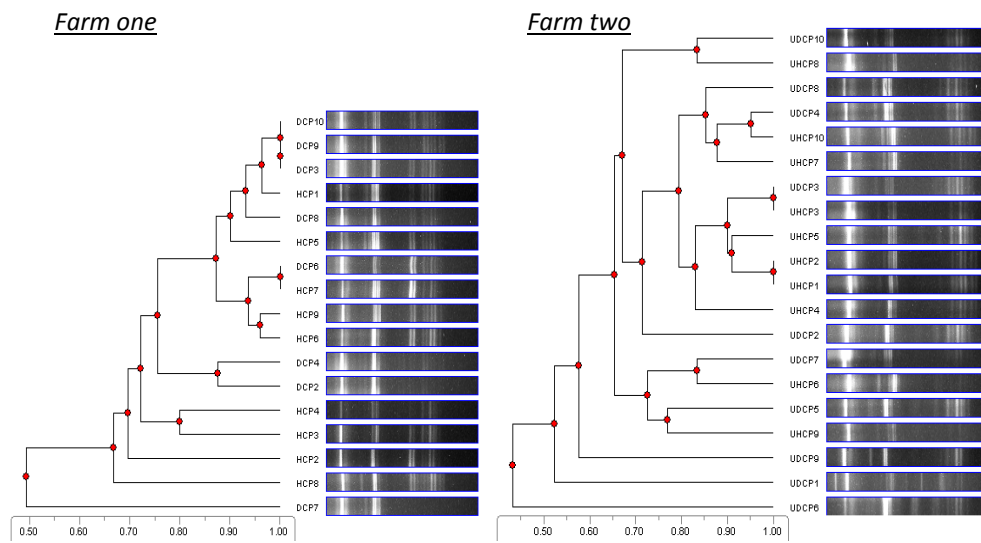 Farm one
DCP10
DCP9
DCP3
HCP1
DCP8
HCP5
DCP6
HCP7
HCP9
HCP6
DCP4
DCP2
HCP4
HCP3
HCP2
HCP8
DCP7
0.50 0.60 0.70 0.80 0.90 1.00
Farm two
UDCP10
UHCP8
UDCP8
UDCP4
UHCP10
UHCP7
UDCP3
UHCP3
UHCP5
UHCP2
UHCP1
UHCP4
UDCP2
UDCP7
UHCP6
UDCP5
UHCP9
UDCP9
UDCP1
UDCP6
0.50 0.60 0.70 0.80 0.90 1.00